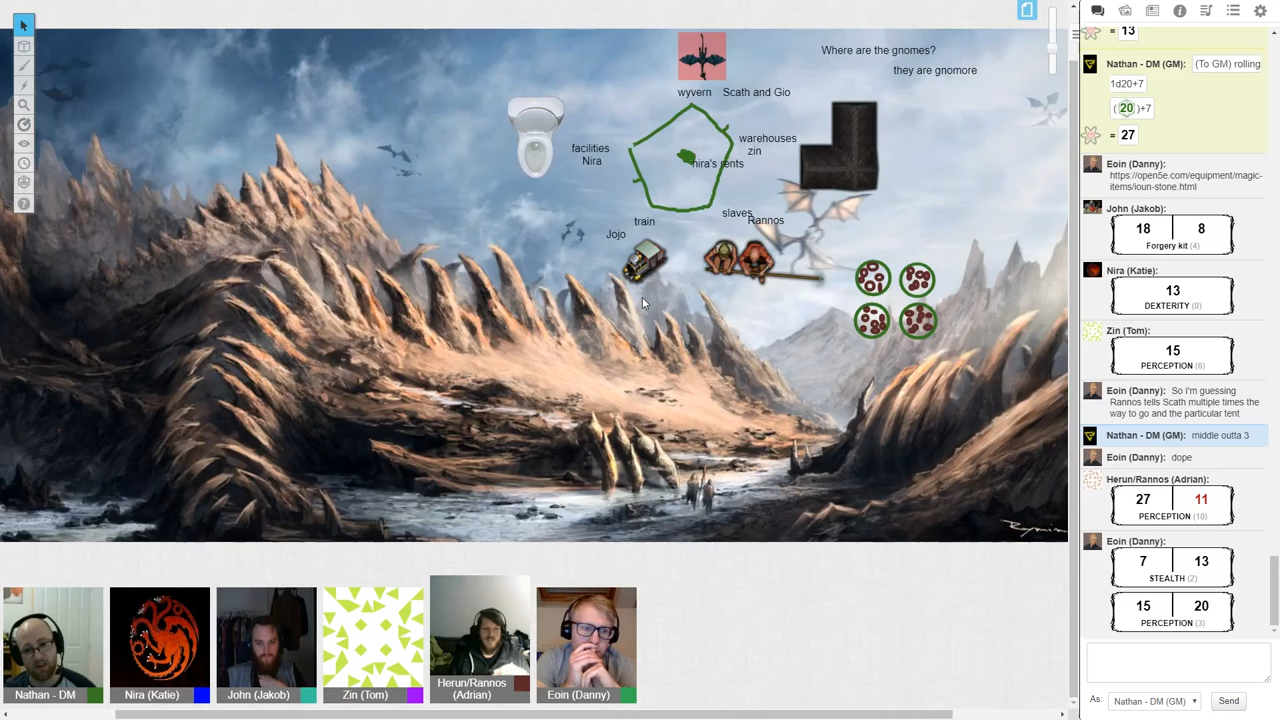 Where are the gnomes?
they are gnomore
wyvern
Scath and Gio
facilities
Nira
warehouses
zin
nira's rents
train
Jojo
slaves
Rannos
Nathan - DM
Nira (Katie)
John (Jakob)
Zin (Tom)
Herun/Rannos
(Adrian)
Eoin (Danny)
= 13
Nathan - DM (GM): (To GM) rolling
1d20+7
(20)+7
= 27
Eoin (Danny):
https://open5e.com/equipment/magic-
items/ioun-stone.html
John (Jakob):
18 8
Forgery kit (4)
Nira (Katie):
13
DEXTERITY (0)
Zin (Tom):
15
PERCEPTION (6)
Eoin (Danny): So I'm guessing
Rannos tells Scath multiple times the
way to go and the particular tent
Nathan - DM (GM): middle outta 3
Eoin (Danny): dope
Herun/Rannos (Adrian):
27 11
PERCEPTION (10)
Eoin (Danny):
7 13
STEALTH (2)
15 20
PERCEPTION (3)
As: Nathan - DM (GM) Send